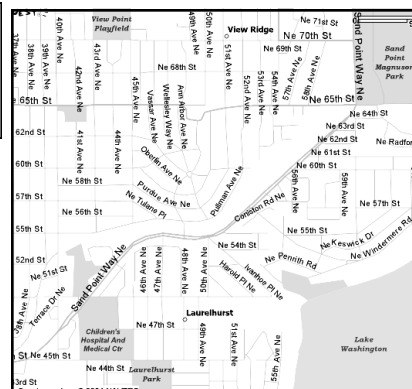 View Point
Playfield
View Ridge
Ne 71st St
Ne 70th St
Ne 69th St
Ne 68th St
Sand
Point
Magnuson
Park
Sand Point Way Ne
40th Ave Ne
37th Ave Ne
38th Ave Ne
39th Ave Ne
42nd Ave Ne
43rd Ave Ne
45th Ave Ne
49th Ave Ne
50th Ave Ne
51st Ave Ne
52nd Ave Ne
53rd Ave Ne
54th Ave Ne
57th Ave Ne
58th Ave Ne
Vassar Ave Ne
Wellesley Way Ne
Ann Arbor Ave Ne
Ne 65th St
Ne 65th St
Ne 64th St
Ne 63rd St
Ne 62nd St
Ne 61st St
Ne 60th St
62nd St
60th St
57th St
55th St
52nd St
41st Ave Ne
44th Ave Ne
Oberlin Ave Ne
Ne 58th St
Purdue Ave Ne
Ne Tulane Pl
Ne 56th St
Pullman Ave Ne
Coniston Rd Ne
56th Ave Ne
59th Ave Ne
Ne 57th St
Ne 55th St
Ne Keswick Dr
Ne Windermere Rd
Ne 54th St
Ne Penrith Rd
Ivanhoe Pl Ne
Harold Pl Ne
Ne 51st St
Terrace Dr Ne
Sand Point Way Ne
46th Ave Ne
47th Ave Ne
48th Ave Ne
50th Ave Ne
Laurelhurst
Children's
Hospital And
Medical Ctr
Ne 47th St
49th Ave Ne
51st Ave Ne
55th Ave Ne
Lake
Washington
St Ne 45th St
Ne 44th St
Laurelhurst
Park